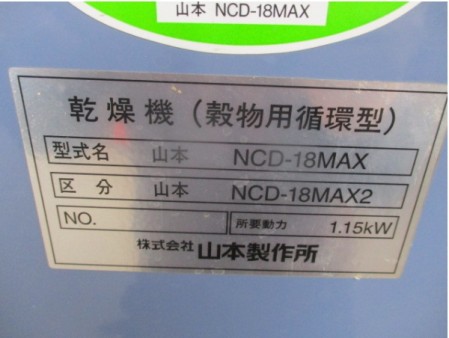 山本 NCD-18MAX
乾燥機(穀物用循環型)
型式名 山本 NCD-18MAX
区分 山本 NCD-18MAX2
NO. 所要動力 1.15kW
株式会社 山本製作所